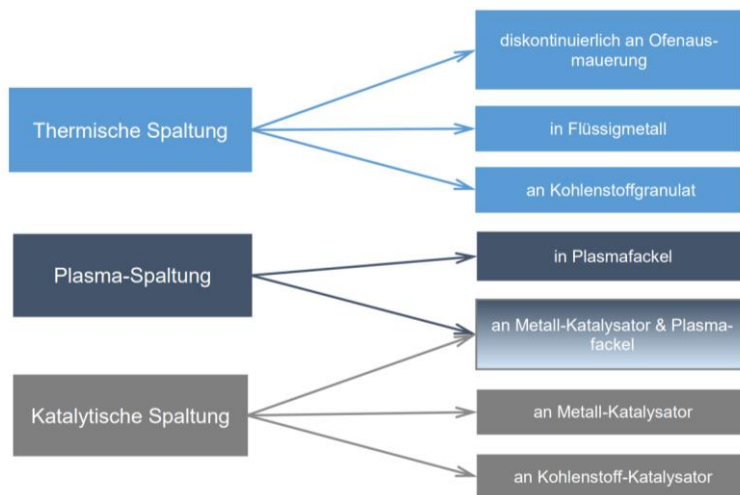 diskontinuierlich an Ofenaus-
mauerung
Thermische Spaltung
in Flüssigmetall
an Kohlenstoffgranulat
Plasma-Spaltung
in Plasmafackel
an Metall-Katalysator & Plasma-
fackel
Katalytische Spaltung
an Metall-Katalysator
an Kohlenstoff-Katalysator